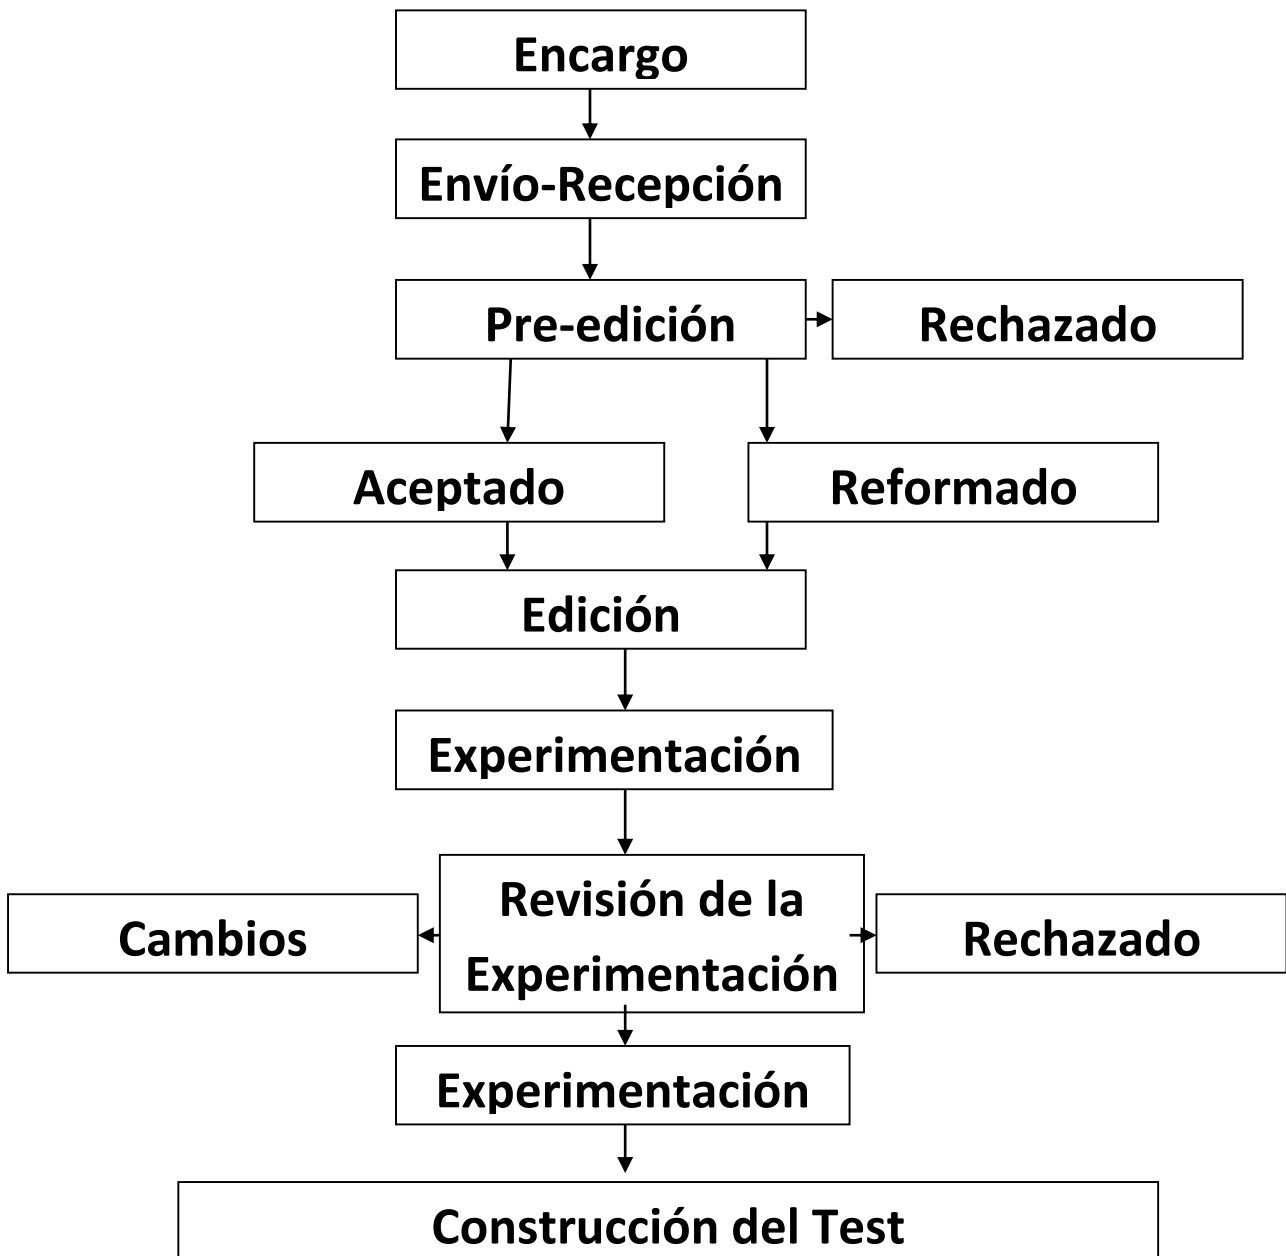 Encargo
Envío-Recepción
Pre-edición
Rechazado
Aceptado
Reformado
Edición
Experimentación
Revisión de la
Experimentación
Cambios
Rechazado
Experimentación
Construcción del Test